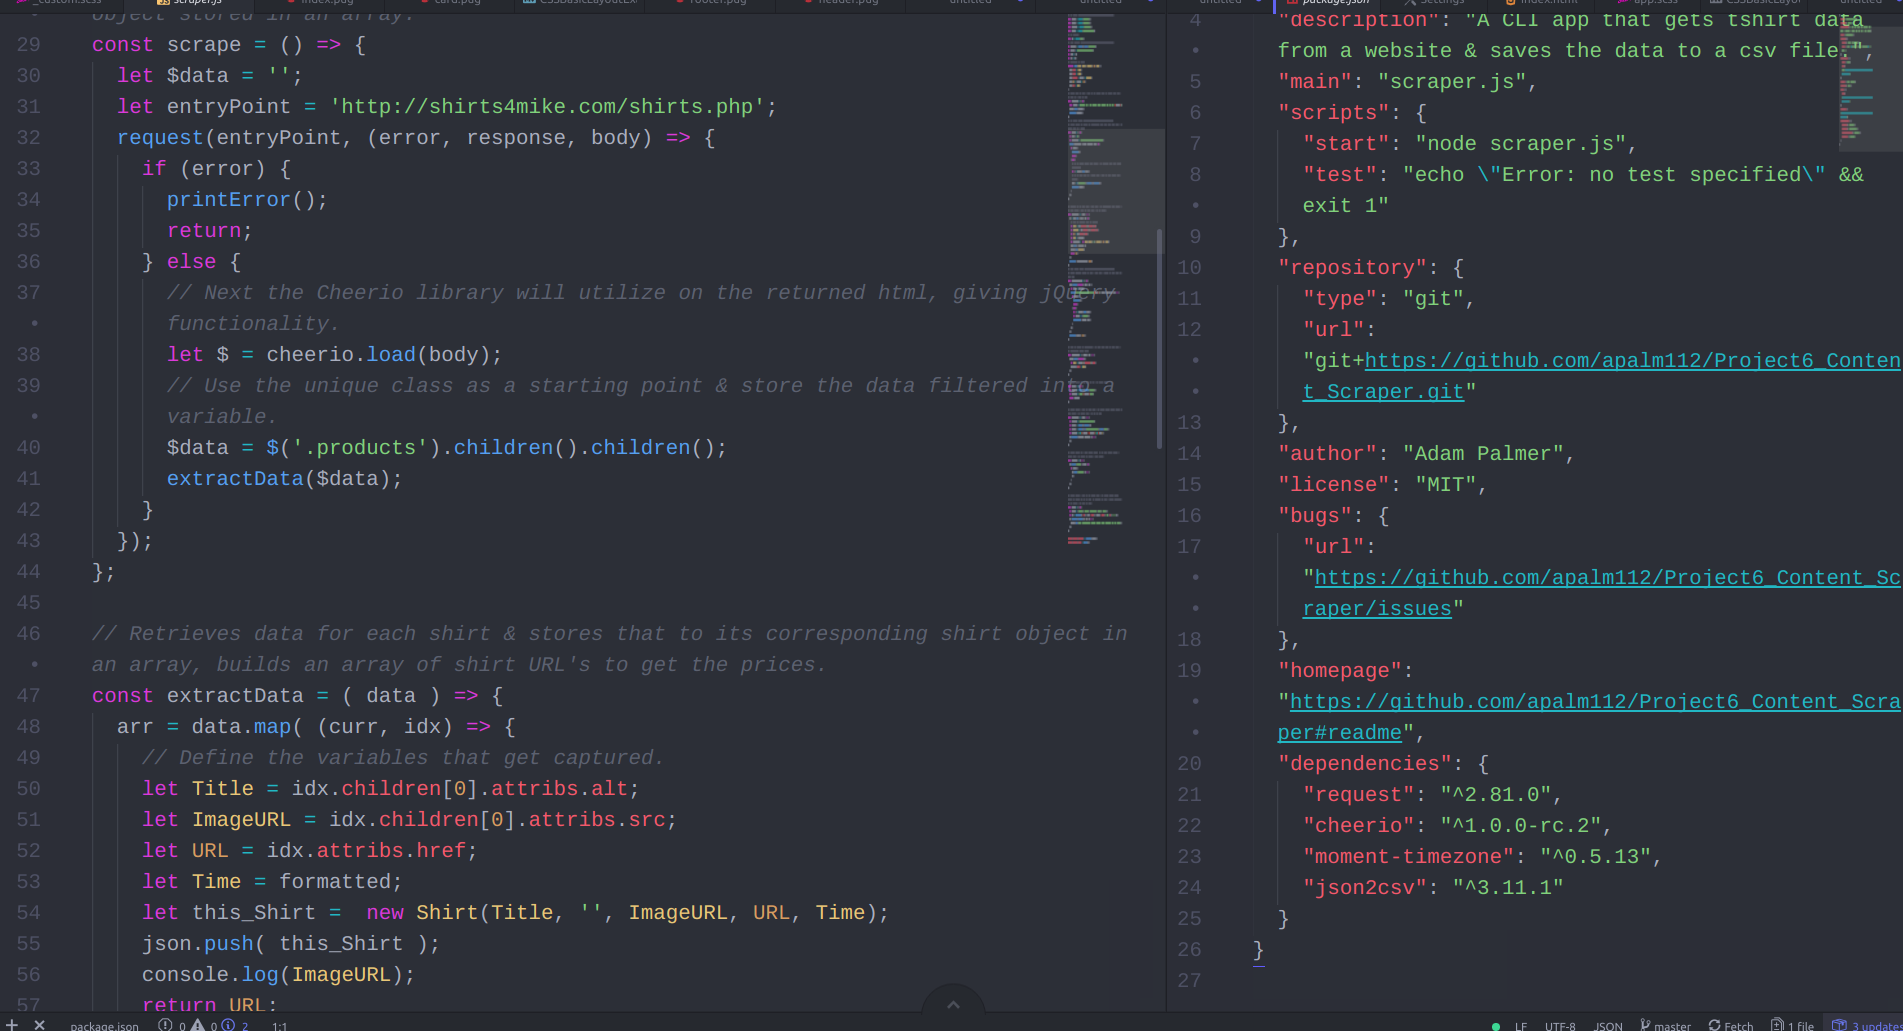 _custom.scss scraper.js index.pug card.pug footer.pug header.pug untitled untitled untitled package.json Settings index.html app.scss untitled
object stored in an array.
29 const scrape = () => {
30 let $data = '';
31 let entryPoint = 'http://shirts4mike.com/shirts.php';
32 request(entryPoint, (error, response, body) => {
33 if (error) {
34 printError();
35 return;
36 } else {
37 // Next the Cheerio library will utilize on the returned html, giving jQuery
• functionality.
38 let $ = cheerio.load(body);
39 // Use the unique class as a starting point & store the data filtered into a
• variable.
40 $data = $('.products').children().children();
41 extractData($data);
42 }
43 });
44 };
45
46 // Retrieves data for each shirt & stores that to its corresponding shirt object in
• an array, builds an array of shirt URL's to get the prices.
47 const extractData = ( data ) => {
48 arr = data.map( (curr, idx) => {
49 // Define the variables that get captured.
50 let Title = idx.children[0].attribs.alt;
51 let ImageURL = idx.children[0].attribs.src;
52 let URL = idx.attribs.href;
53 let Time = formatted;
54 let this_Shirt =  new Shirt(Title, '', ImageURL, URL, Time);
55 json.push( this_Shirt );
56 console.log(ImageURL);
57 return URL;
4 "description": "A CLI app that gets tshirt data
• from a website & saves the data to a csv file.",
5 "main": "scraper.js",
6 "scripts": {
7 "start": "node scraper.js",
8 "test": "echo \"Error: no test specified\" &&
• exit 1"
9 },
10 "repository": {
11 "type": "git",
12 "url":
• "git+https://github.com/apalm112/Project6_Conten
• t_Scraper.git"
13 },
14 "author": "Adam Palmer",
15 "license": "MIT",
16 "bugs": {
17 "url":
• "https://github.com/apalm112/Project6_Content_Sc
• raper/issues"
18 },
19 "homepage":
• "https://github.com/apalm112/Project6_Content_Scra
• per#readme",
20 "dependencies": {
21 "request": "^2.81.0",
22 "cheerio": "^1.0.0-rc.2",
23 "moment-timezone": "^0.5.13",
24 "json2csv": "^3.11.1"
25 }
26 }
27
package.json 0 0 2 1:1 LF UTF-8 JSON master Fetch 1 file 3 updates